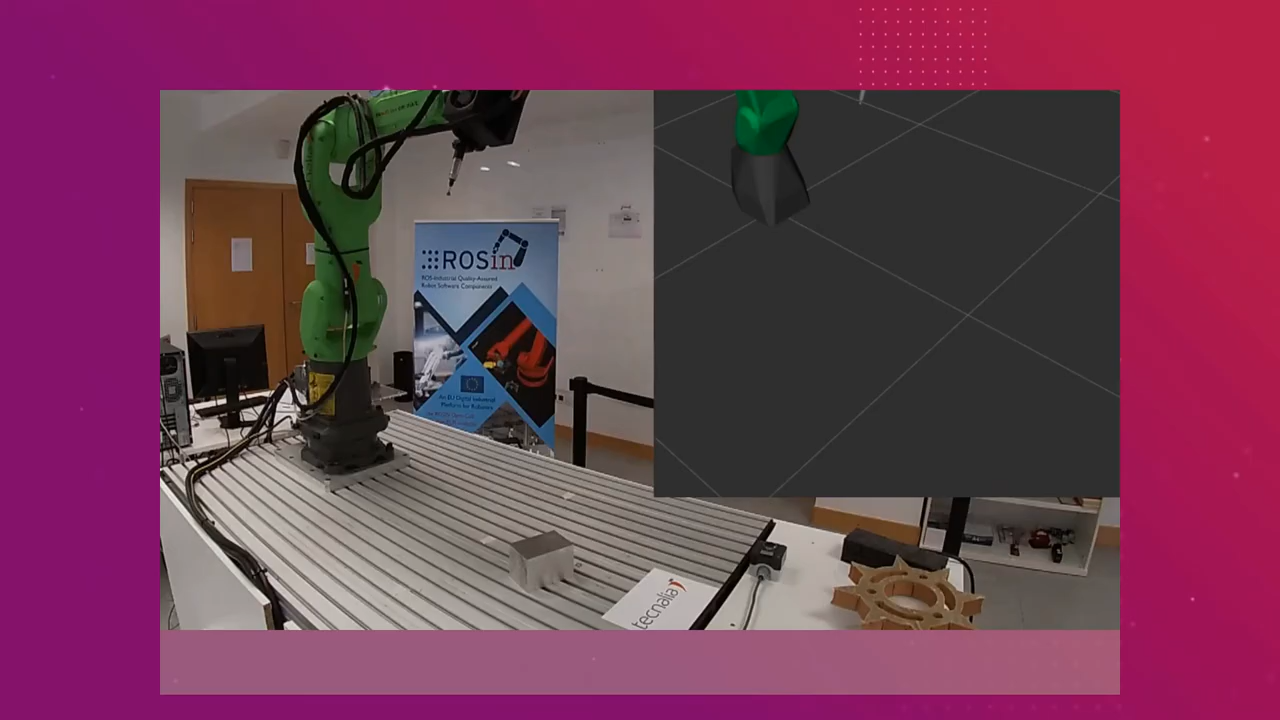 ROSin
ROS-Industrial Quality-Assured
Robot Software Components
An EU Digital Industrial
Platform for Robotics
tecnalia